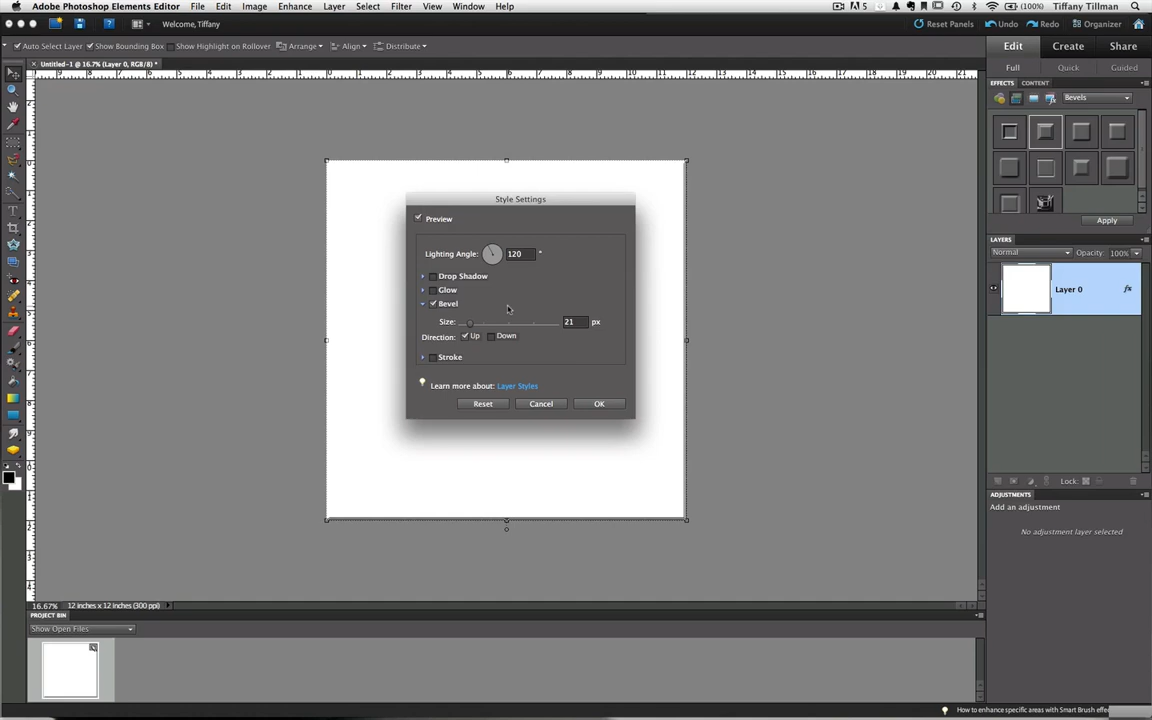 Adobe Photoshop Elements Editor File Edit Image Enhance Layer Select Filter View Window Help 5 (100%) Tiffany Tillman
Welcome, Tiffany Reset Panels Undo Redo Organizer
Auto Select Layer Show Bounding Box Show Highlight on Rollover Arrange Align Distribute Edit Create Share
Untitled-1 @ 16.7% (Layer 0, RGB/8) * Full Quick Guided
EFFECTS CONTENT
Bevels
Style Settings
Preview
Apply
LAYERS
Lighting Angle: 120 °
Normal Opacity: 100%
Drop Shadow
Glow
Layer 0 fx
Bevel
Size: 21 px
Direction: Up Down
Stroke
Learn more about: Layer Styles
Reset Cancel OK
Lock:
ADJUSTMENTS
Add an adjustment
No adjustment layer selected
16.67% 12 inches x 12 inches (300 ppi)
PROJECT BIN
Show Open Files
How to enhance specific areas with Smart Brush